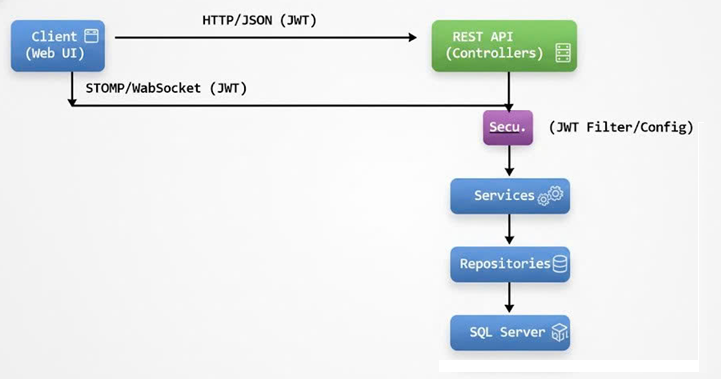 HTTP/JSON (JWT)
Client
(Web UI)
REST API
(Controllers)
STOMP/WabSocket (JWT)
Secu.
(JWT Filter/Config)
Services
Repositories
SQL Server